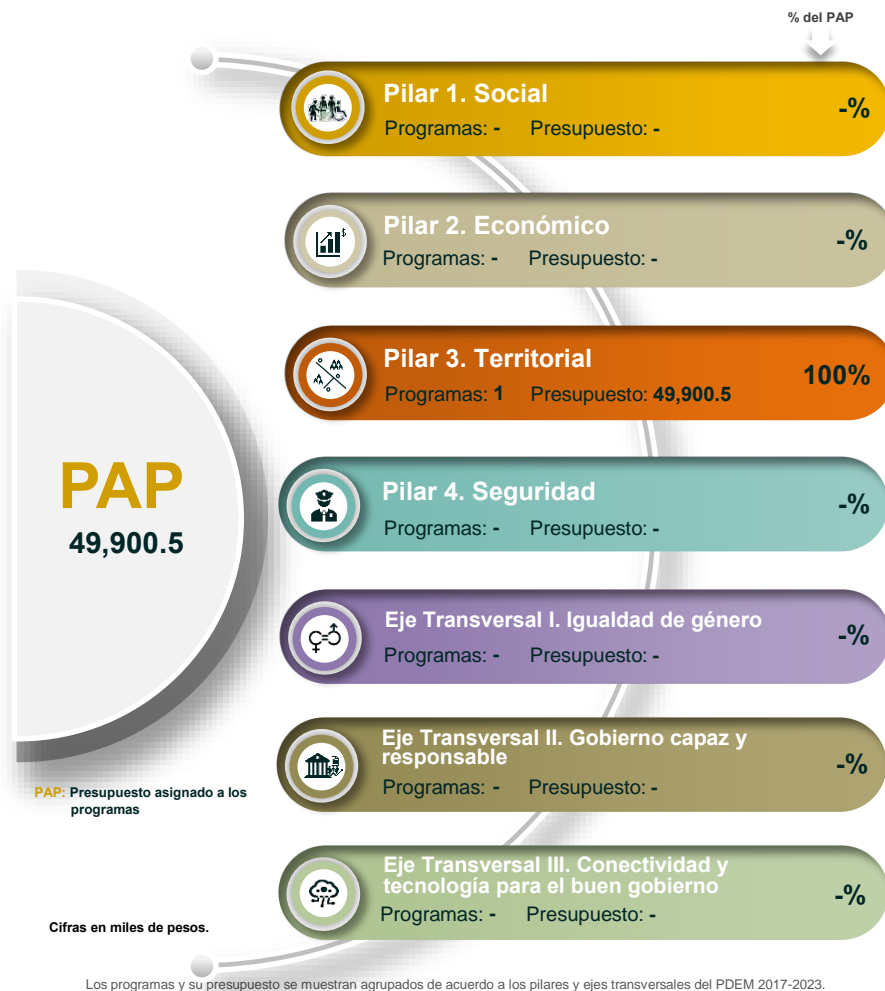 % del PAP
Pilar 1. Social
Programas: - Presupuesto: -
-%
Pilar 2. Económico
Programas: - Presupuesto: -
-%
$
Pilar 3. Territorial
Programas: 1 Presupuesto: 49,900.5
100%
PAP
49,900.5
Pilar 4. Seguridad
Programas: - Presupuesto: -
-%
Eje Transversal I. Igualdad de género
Programas: - Presupuesto: -
-%
Eje Transversal II. Gobierno capaz y
responsable
Programas: - Presupuesto: -
-%
PAP: Presupuesto asignado a los
programas
Eje Transversal III. Conectividad y
tecnología para el buen gobierno
Programas: - Presupuesto: -
-%
Cifras en miles de pesos.
Los programas y su presupuesto se muestran agrupados de acuerdo a los pilares y ejes transversales del PDEM 2017-2023.